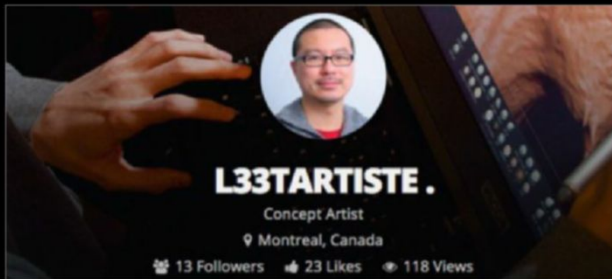 L33TARTISTE .
Concept Artist
Montreal, Canada
13 Followers 23 Likes 118 Views